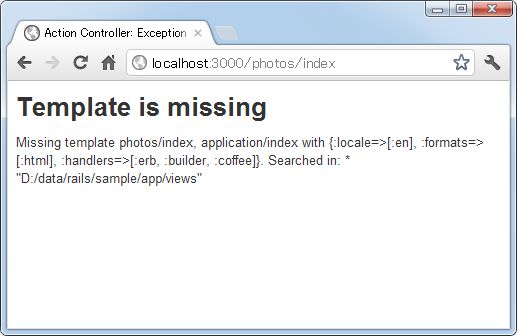 Action Controller: Exception
localhost:3000/photos/index
Template is missing
Missing template photos/index, application/index with {:locale=>[:en], :formats=>
[:html], :handlers=>[:erb, :builder, :coffee]}. Searched in: *
"D:/data/rails/sample/app/views"